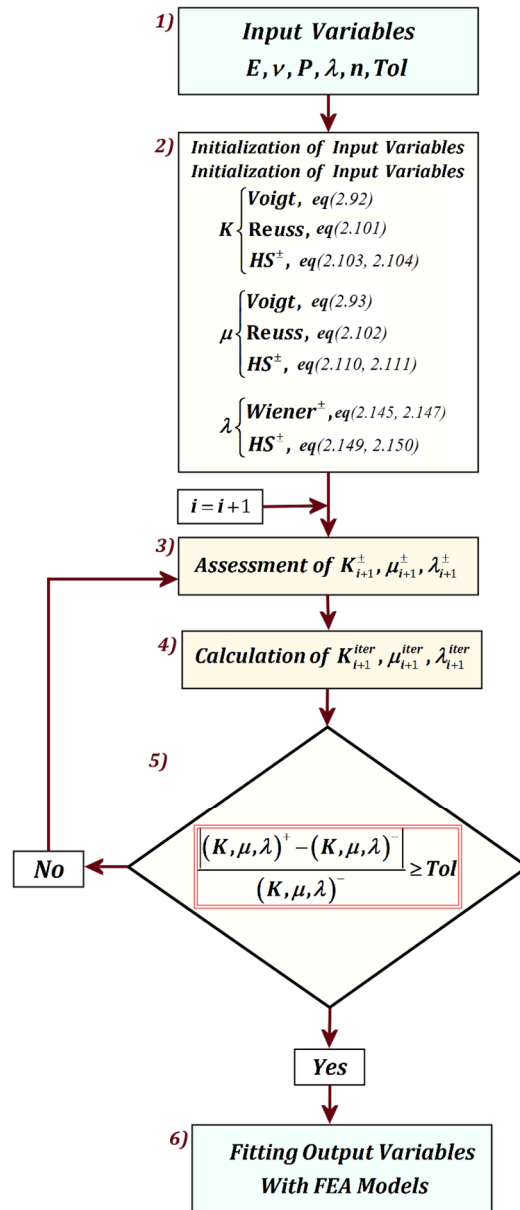 1)
Input Variables
E, ν, P, λ, n, Tol
2)
Initialization of Input Variables
Initialization of Input Variables
K { Voigt, eq(2.92)
Reuss, eq(2.101)
HS±, eq(2.103, 2.104)
μ { Voigt, eq(2.93)
Reuss, eq(2.102)
HS±, eq(2.110, 2.111)
λ { Wiener±, eq(2.145, 2.147)
HS±, eq(2.149, 2.150)
i = i+1
3)
Assessment of K±i+1, μ±i+1, λ±i+1
4)
Calculation of K^iter i+1, μ^iter i+1, λ^iter i+1
5)
|(K, μ, λ)⁺ − (K, μ, λ)⁻|
(K, μ, λ)⁻
≥ Tol
No
Yes
6)
Fitting Output Variables
With FEA Models